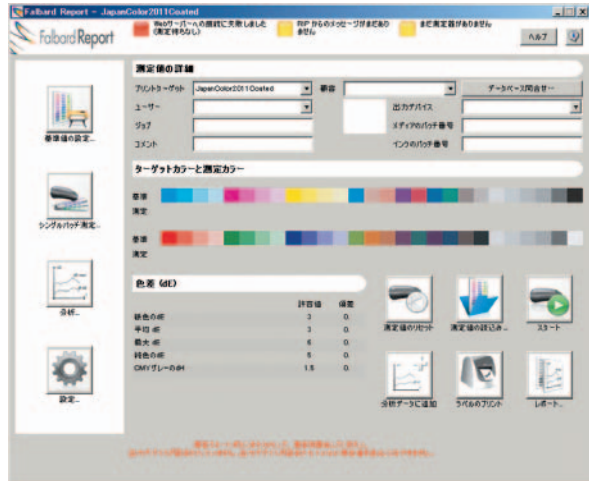 Falbard Report - JapanColor2011Coated
Falbard Report
Webサーバーへの接続に失敗しました (測定待ちなし)
RIP からのメッセージがまだありません
まだ測定器がありません
ヘルプ
測定値の詳細
プリントターゲット JapanColor2011Coated
ユーザー
ジョブ
コメント
出力デバイス
メディアのバッチ番号
インクのバッチ番号
データベース問合せ...
基準値の設定...
シングルパッチ測定...
分析...
設定...
ターゲットカラーと測定カラー
基準
測定
基準
測定
色差 (dE)
許容値 偏差
紙色のdE 3 0.
平均 dE 3 0.
最大 dE 6 0.
純色のdE 5 0.
CMYグレーのdH 1.5 0.
測定値のリセット
測定値の読込み...
スタート
分析データに追加
ラベルのプリント
レポート...